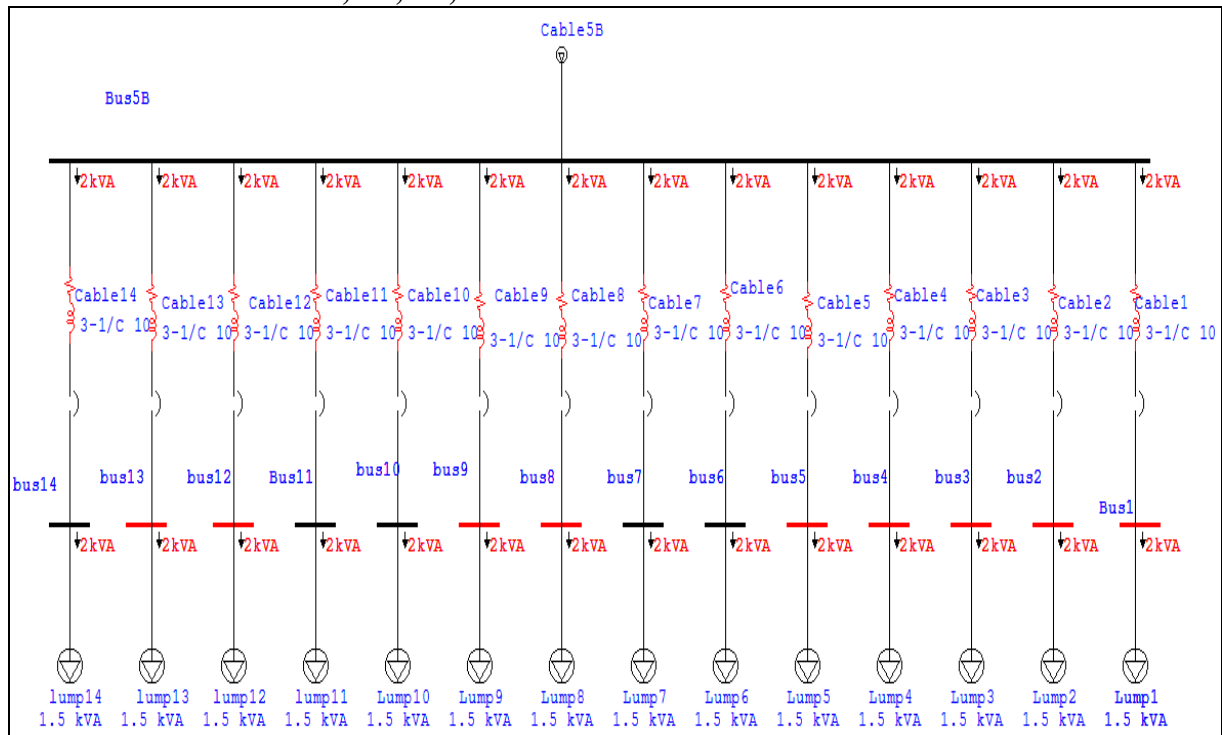 Cable5B
Bus5B
2kVA 2kVA 2kVA 2kVA 2kVA 2kVA 2kVA 2kVA 2kVA 2kVA 2kVA 2kVA 2kVA 2kVA
Cable14 Cable13 Cable12 Cable11 Cable10 Cable9 Cable8 Cable7 Cable6 Cable5 Cable4 Cable3 Cable2 Cable1
3-1/C 10 3-1/C 10 3-1/C 10 3-1/C 10 3-1/C 10 3-1/C 10 3-1/C 10 3-1/C 10 3-1/C 10 3-1/C 10 3-1/C 10 3-1/C 10 3-1/C 10 3-1/C 10
bus14 bus13 bus12 Bus11 bus10 bus9 bus8 bus7 bus6 bus5 bus4 bus3 bus2 Bus1
2kVA 2kVA 2kVA 2kVA 2kVA 2kVA 2kVA 2kVA 2kVA 2kVA 2kVA 2kVA 2kVA 2kVA
lump14 lump13 lump12 lump11 Lump10 Lump9 Lump8 Lump7 Lump6 Lump5 Lump4 Lump3 Lump2 Lump1
1.5 kVA 1.5 kVA 1.5 kVA 1.5 kVA 1.5 kVA 1.5 kVA 1.5 kVA 1.5 kVA 1.5 kVA 1.5 kVA 1.5 kVA 1.5 kVA 1.5 kVA 1.5 kVA